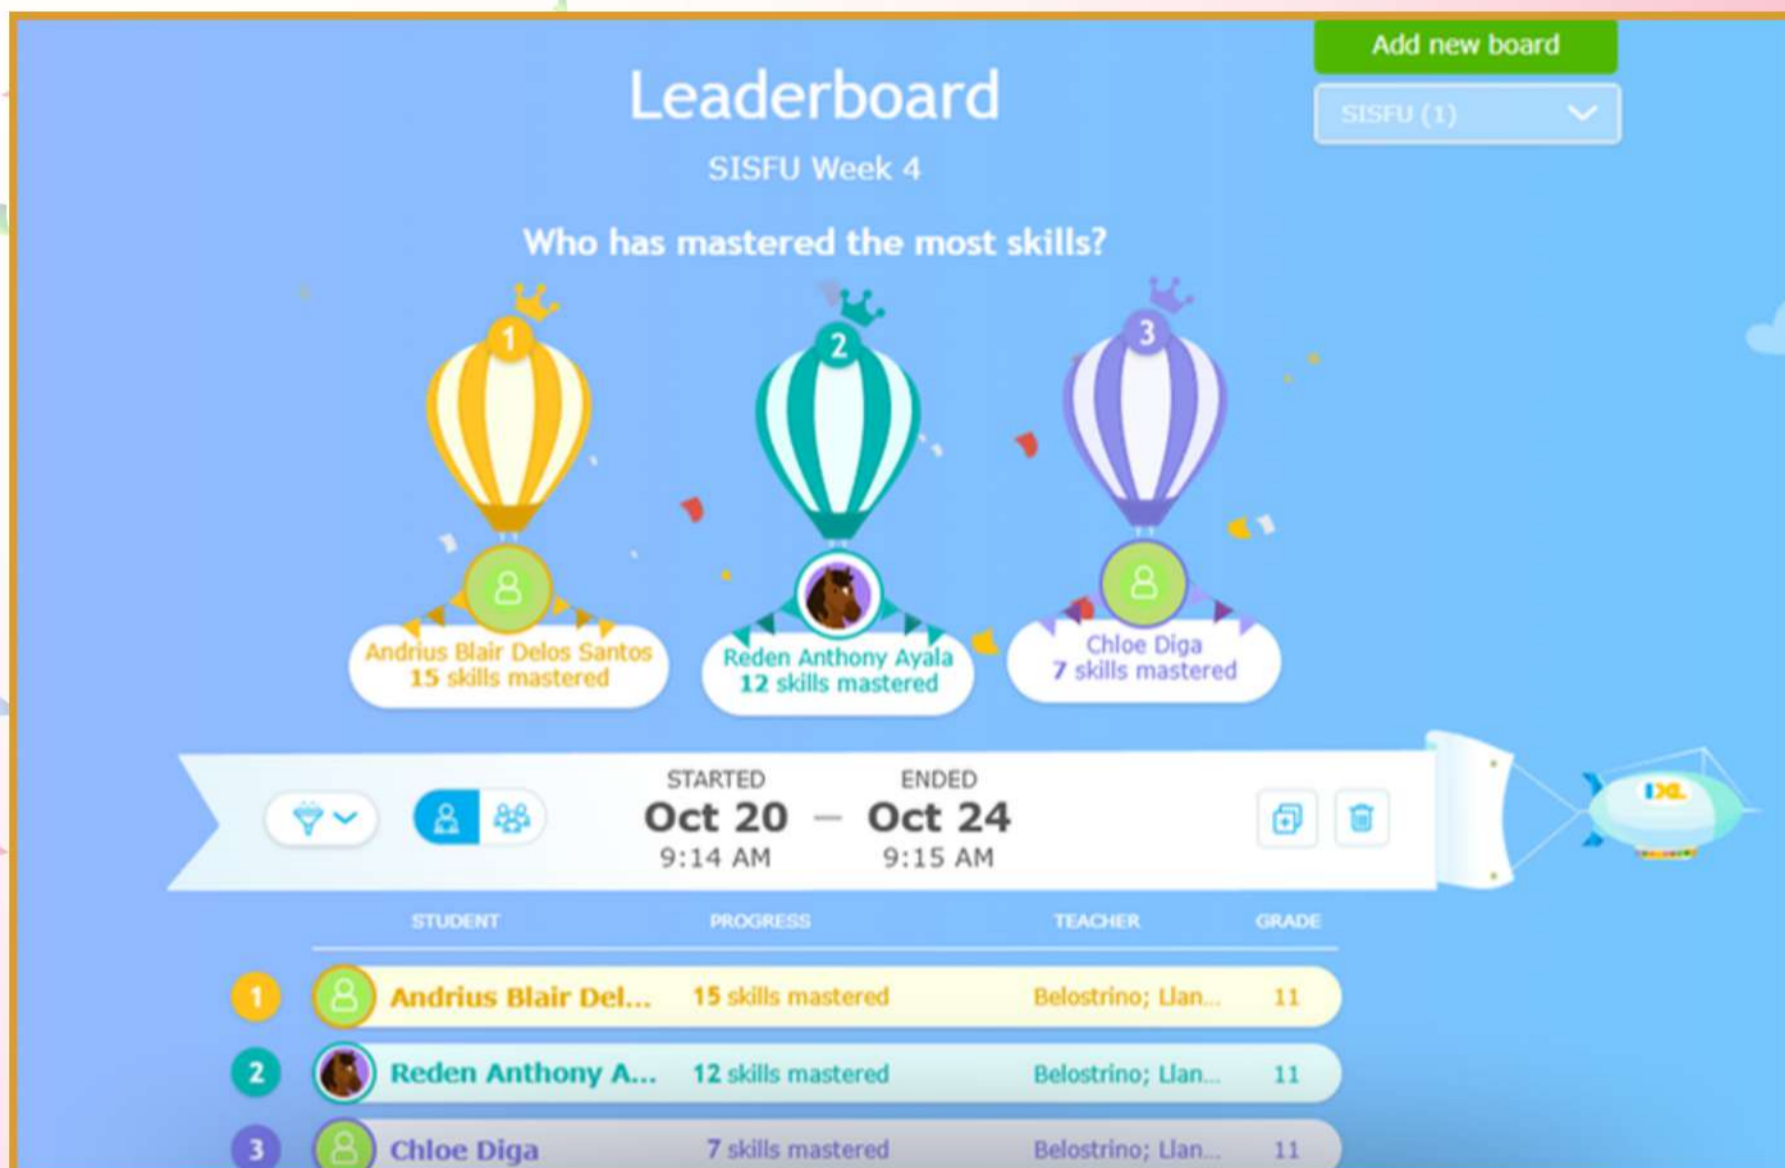 Add new board
SISFU (1)
Leaderboard
SISFU Week 4
Who has mastered the most skills?
1
2
3
Andrius Blair Delos Santos
15 skills mastered
Reden Anthony Ayala
12 skills mastered
Chloe Diga
7 skills mastered
STARTED
Oct 20
9:14 AM
–
ENDED
Oct 24
9:15 AM
IXL
STUDENT PROGRESS TEACHER GRADE
1 Andrius Blair Del... 15 skills mastered Belostrino; Llan... 11
2 Reden Anthony A... 12 skills mastered Belostrino; Llan... 11
3 Chloe Diga 7 skills mastered Belostrino; Llan... 11